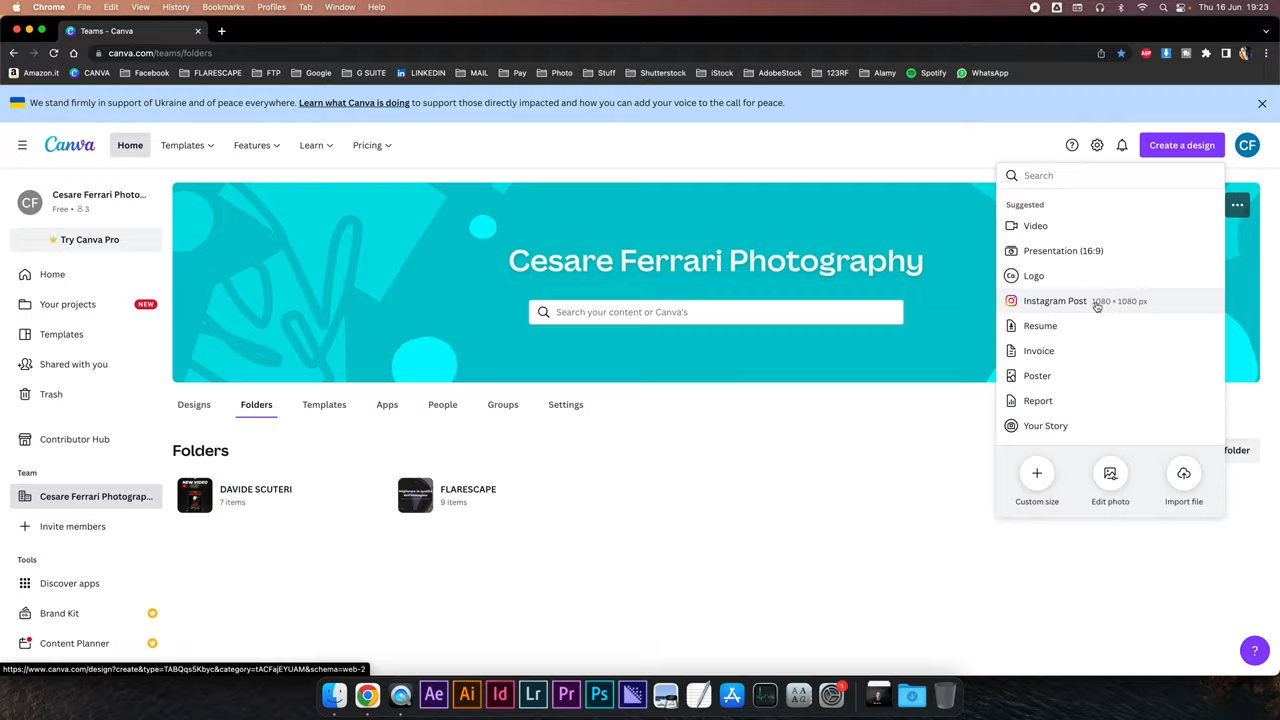 Chrome File Edit View History Bookmarks Profiles Tab Window Help Thu 16 Jun 19:23
Teams - Canva
canva.com/teams/folders
Amazon.it CANVA Facebook FLARESCAPE FTP Google G SUITE LINKEDIN MAIL Pay Photo Stuff Shutterstock iStock AdobeStock 123RF Alamy Spotify WhatsApp
We stand firmly in support of Ukraine and of peace everywhere. Learn what Canva is doing to support those directly impacted and how you can add your voice to the call for peace.
Canva Home Templates Features Learn Pricing Create a design CF
CF Cesare Ferrari Photo...
Free • 3
Try Canva Pro
Home
Your projects NEW
Templates
Shared with you
Trash
Contributor Hub
Team
Cesare Ferrari Photograp...
Invite members
Tools
Discover apps
Brand Kit
Content Planner
Cesare Ferrari Photography
Search your content or Canva's
Designs Folders Templates Apps People Groups Settings
Folders
DAVIDE SCUTERI
7 items
FLARESCAPE
9 items
Search
Suggested
Video
Presentation (16:9)
Co Logo
Instagram Post 1080 × 1080 px
Resume
Invoice
Poster
Report
Your Story
Custom size Edit photo Import file
folder
?
https://www.canva.com/design?create&type=TABQqs5Kbyc&category=tACFajEYUAM&schema=web-2
Ae Ai Id Lr Pr Ps
1